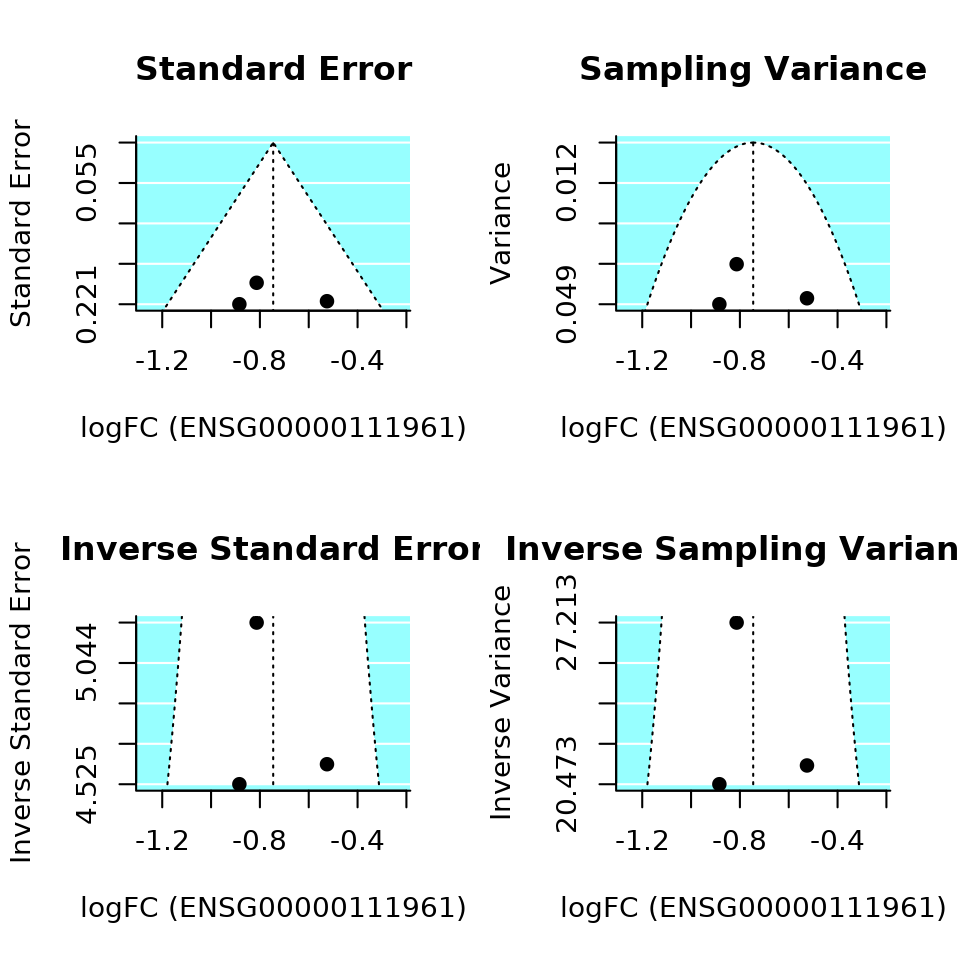 Standard Error
Standard Error
0.055
0.221
-1.2 -0.8 -0.4
logFC (ENSG00000111961)
Sampling Variance
Variance
0.012
0.049
-1.2 -0.8 -0.4
logFC (ENSG00000111961)
Inverse Standard Error
Inverse Standard Error
5.044
4.525
-1.2 -0.8 -0.4
logFC (ENSG00000111961)
Inverse Sampling Varian
Inverse Variance
27.213
20.473
-1.2 -0.8 -0.4
logFC (ENSG00000111961)